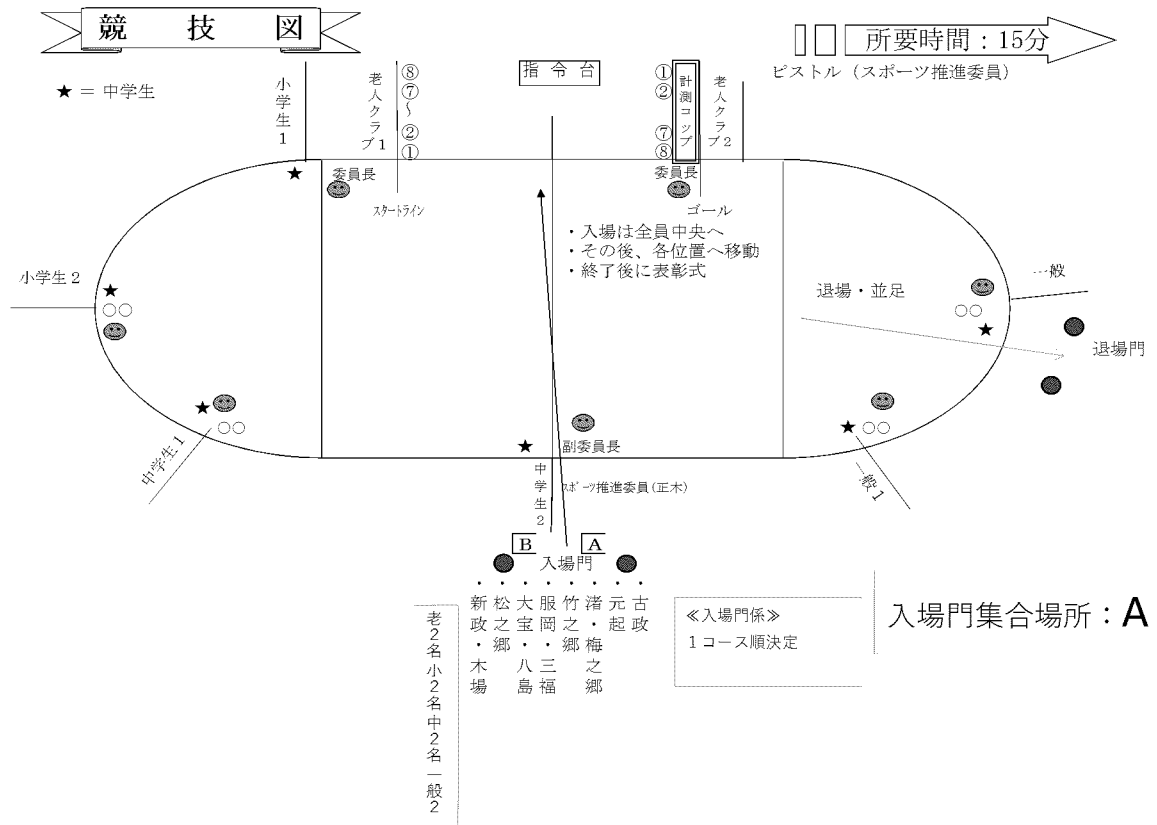 競技図
所要時間：15分
ピストル（スポーツ推進委員）
★ = 中学生
小学生1
老人クラブ1
⑧⑦〜②①
指令台
①②⑦⑧
計測コップ
老人クラブ2
委員長
スタートライン
委員長
ゴール
・入場は全員中央へ
・その後、各位置へ移動
・終了後に表彰式
小学生2
退場・並足
一般
退場門
中学生1
副委員長
一般1
中学生2
スポーツ推進委員(正木)
B
A
入場門
・古政
・元起
・渚・梅之郷
・竹之郷
・服岡・三福
・大宝・八島
・松之郷
・新政・木場
老2名小2名中2名一般2
≪入場門係≫
1コース順決定
入場門集合場所：A